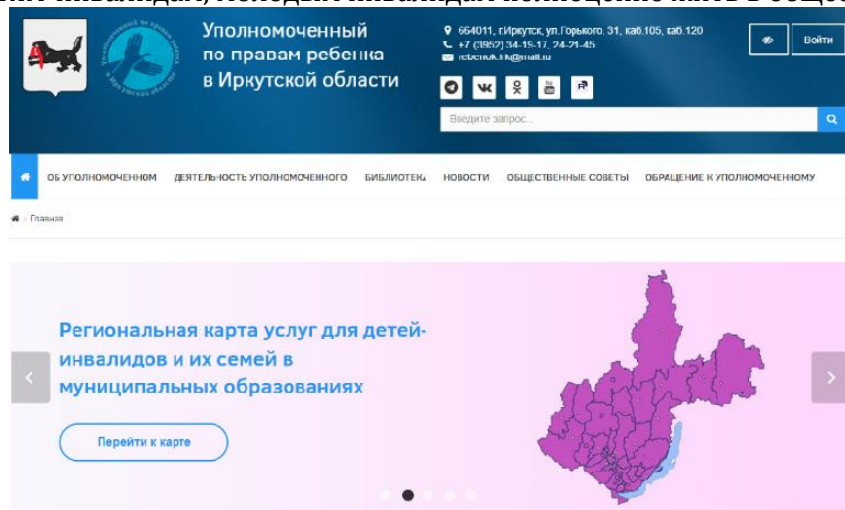 Уполномоченный
по правам ребенка
в Иркутской области
664011, г.Иркутск, ул.Горького, 31, каб.105, каб.120
+7 (3952) 34-19-17, 24-21-45
Войти
Введите запрос...
ОБ УПОЛНОМОЧЕННОМ ДЕЯТЕЛЬНОСТЬ УПОЛНОМОЧЕННОГО БИБЛИОТЕКА НОВОСТИ ОБЩЕСТВЕННЫЕ СОВЕТЫ ОБРАЩЕНИЕ К УПОЛНОМОЧЕННОМУ
Главная
Региональная карта услуг для детей-
инвалидов и их семей в
муниципальных образованиях
Перейти к карте